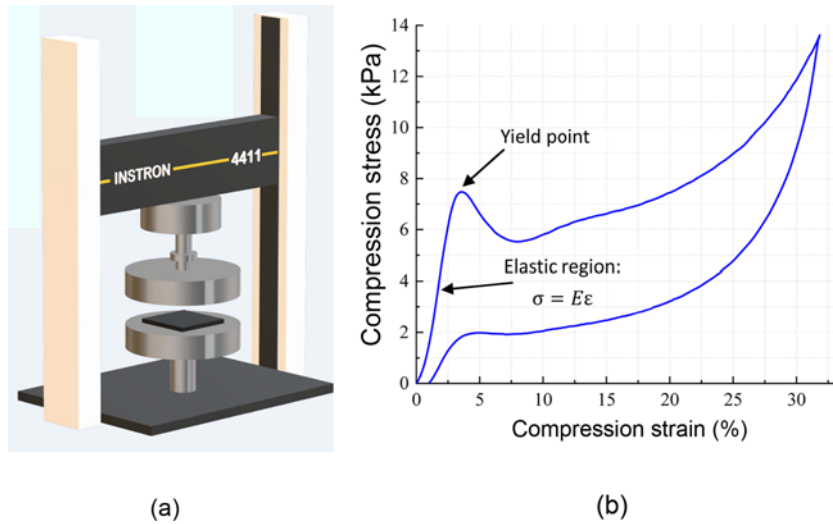 INSTRON 4411
(a)
(b)
Compression stress (kPa)
14
12
10
8
6
4
2
0
Yield point
Elastic region:
σ = Eε
0 5 10 15 20 25 30
Compression strain (%)